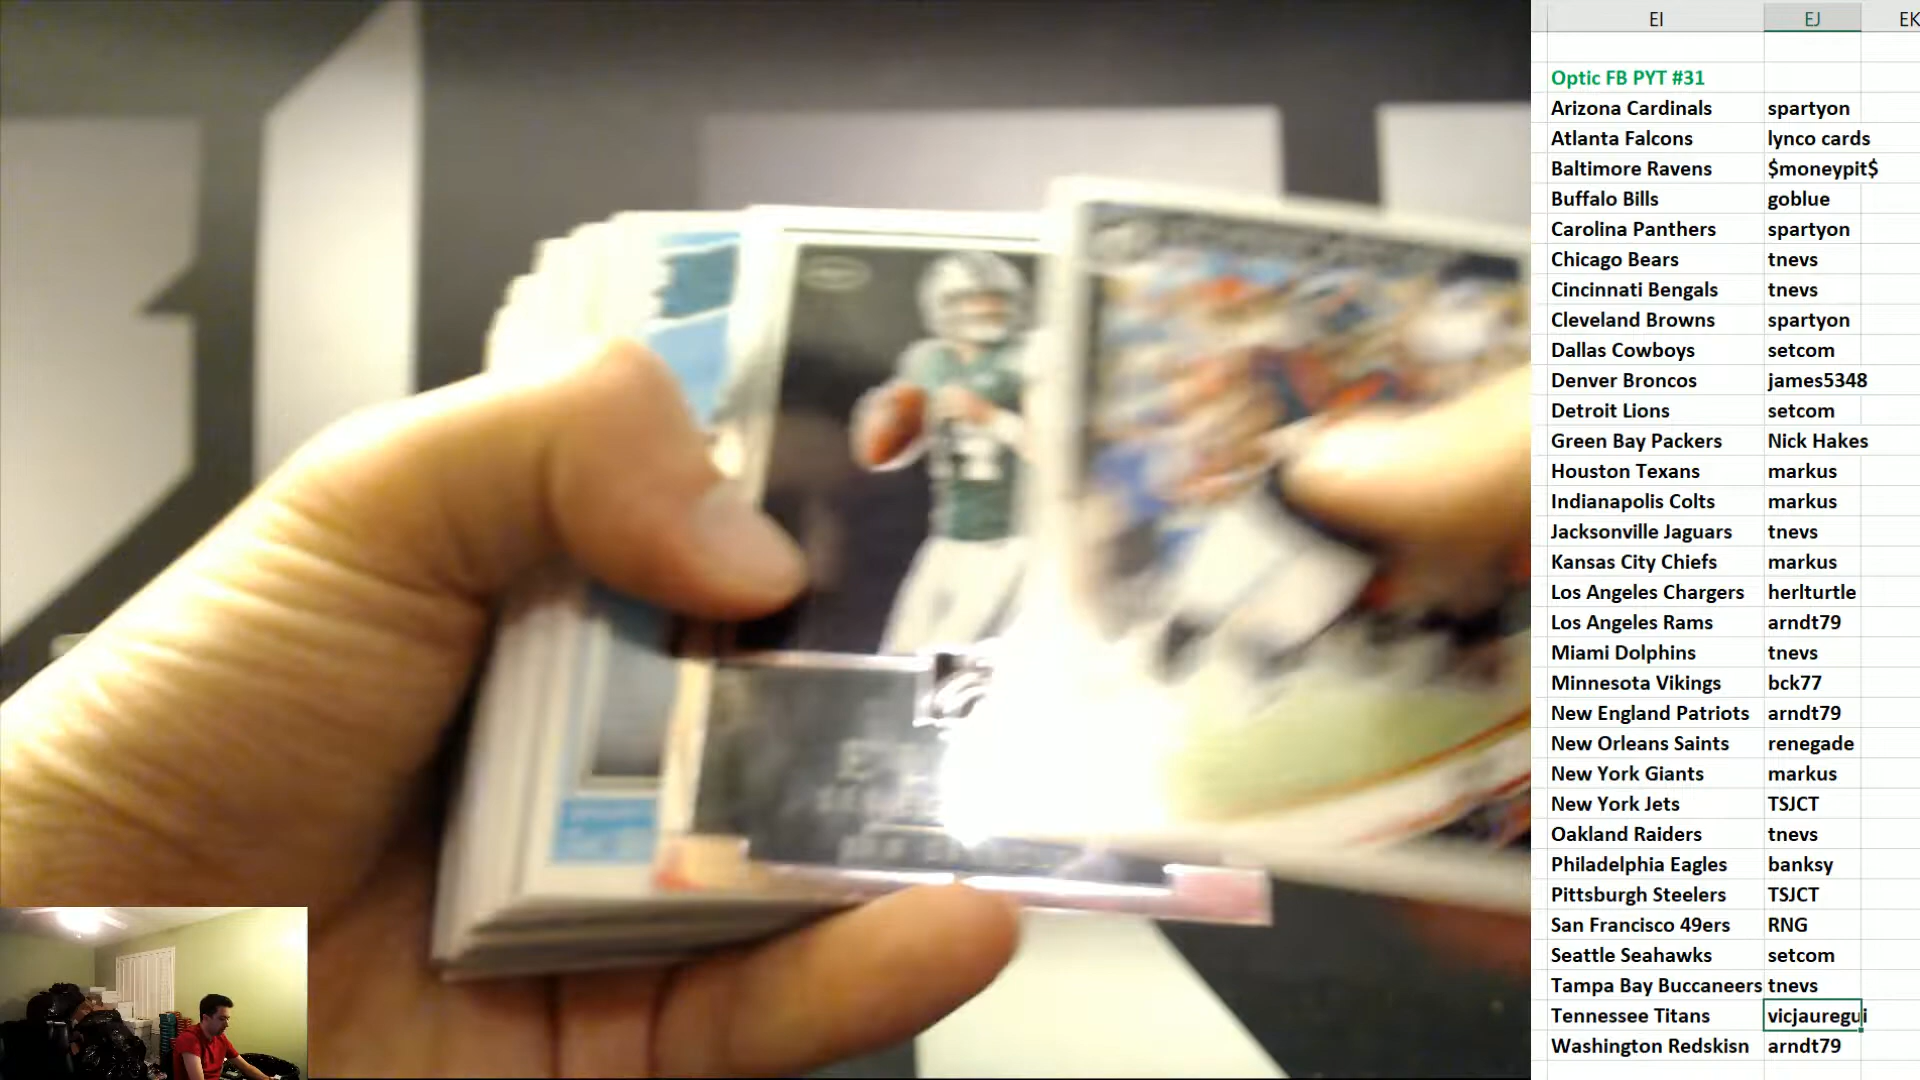 EI EJ EK
Optic FB PYT #31
Arizona Cardinals spartyon
Atlanta Falcons lynco cards
Baltimore Ravens $moneypit$
Buffalo Bills goblue
Carolina Panthers spartyon
Chicago Bears tnevs
Cincinnati Bengals tnevs
Cleveland Browns spartyon
Dallas Cowboys setcom
Denver Broncos james5348
Detroit Lions setcom
Green Bay Packers Nick Hakes
Houston Texans markus
Indianapolis Colts markus
Jacksonville Jaguars tnevs
Kansas City Chiefs markus
Los Angeles Chargers herlturtle
Los Angeles Rams arndt79
Miami Dolphins tnevs
Minnesota Vikings bck77
New England Patriots arndt79
New Orleans Saints renegade
New York Giants markus
New York Jets TSJCT
Oakland Raiders tnevs
Philadelphia Eagles banksy
Pittsburgh Steelers TSJCT
San Francisco 49ers RNG
Seattle Seahawks setcom
Tampa Bay Buccaneers tnevs
Tennessee Titans vicjauregui
Washington Redskisn arndt79